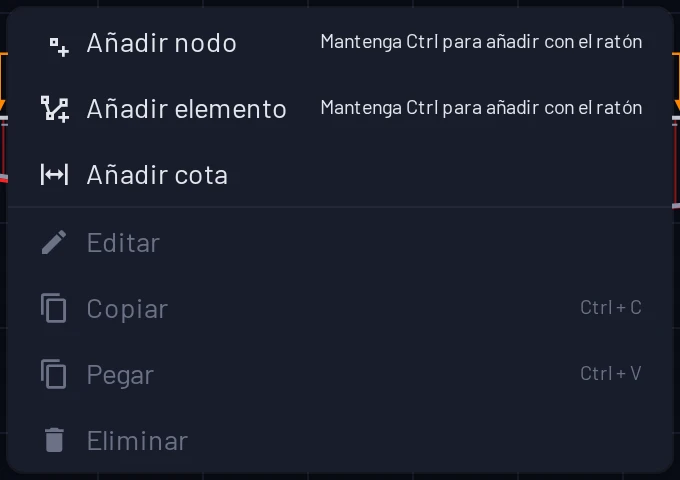 Añadir nodo Mantenga Ctrl para añadir con el ratón
Añadir elemento Mantenga Ctrl para añadir con el ratón
Añadir cota
Editar
Copiar Ctrl + C
Pegar Ctrl + V
Eliminar